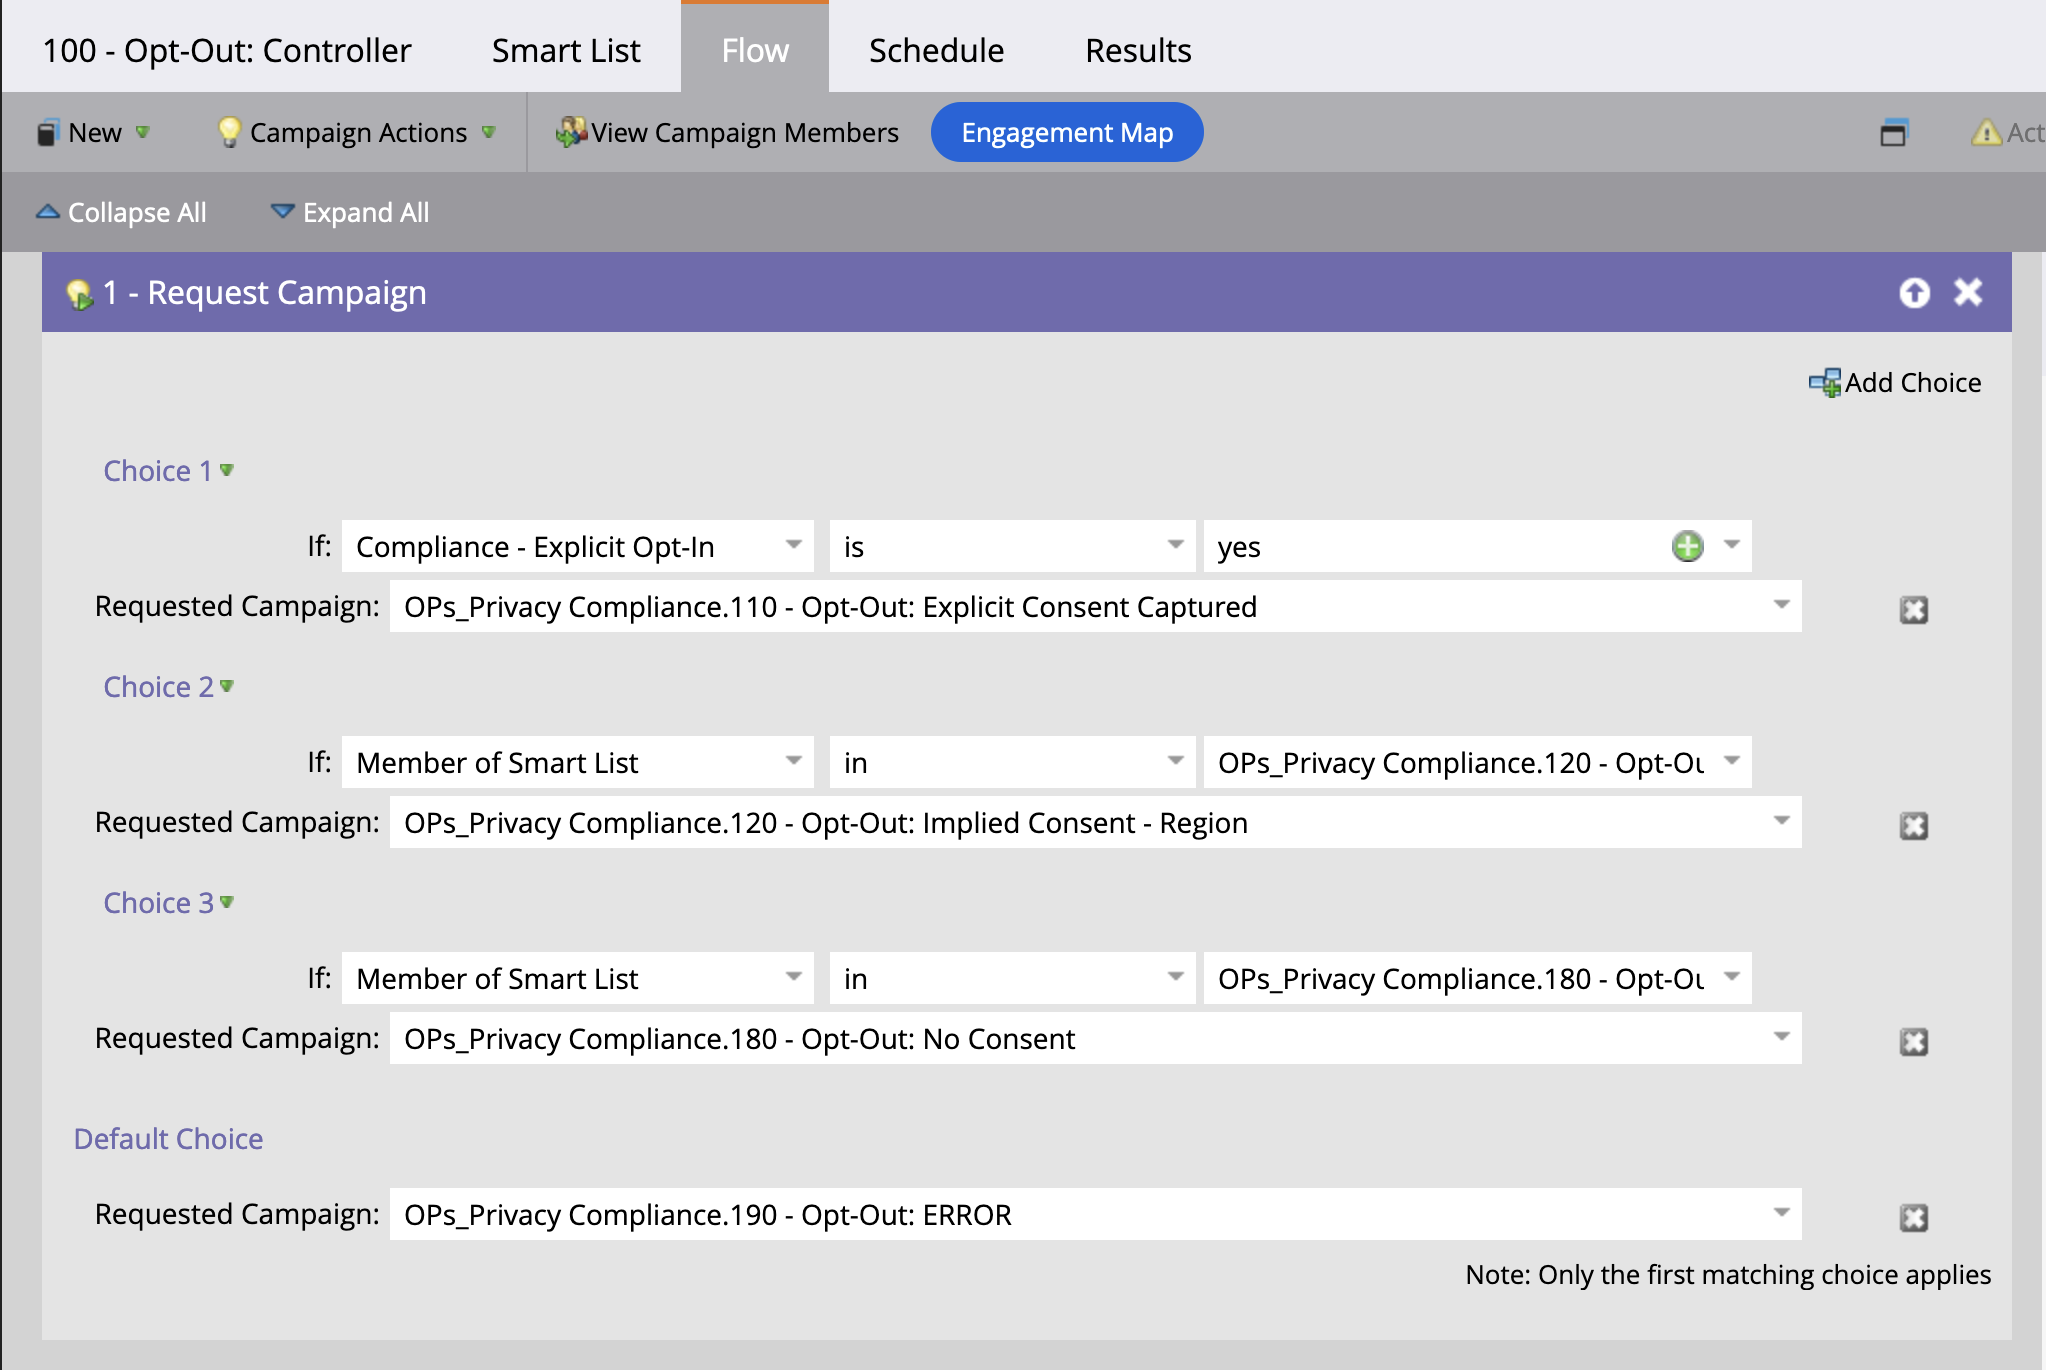 100 - Opt-Out: Controller Smart List Flow Schedule Results
New Campaign Actions View Campaign Members Engagement Map Act
Collapse All Expand All
1 - Request Campaign
Add Choice
Choice 1
If: Compliance - Explicit Opt-In is yes
Requested Campaign: OPs_Privacy Compliance.110 - Opt-Out: Explicit Consent Captured
Choice 2
If: Member of Smart List in OPs_Privacy Compliance.120 - Opt-Ou
Requested Campaign: OPs_Privacy Compliance.120 - Opt-Out: Implied Consent - Region
Choice 3
If: Member of Smart List in OPs_Privacy Compliance.180 - Opt-Ou
Requested Campaign: OPs_Privacy Compliance.180 - Opt-Out: No Consent
Default Choice
Requested Campaign: OPs_Privacy Compliance.190 - Opt-Out: ERROR
Note: Only the first matching choice applies